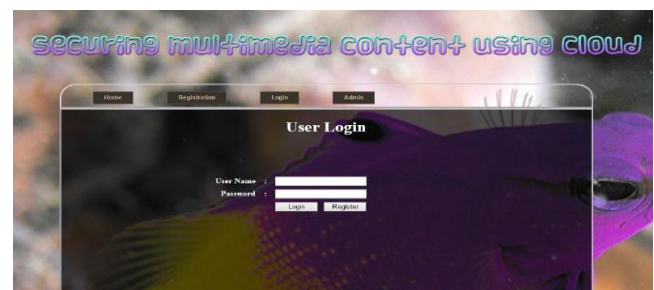 securing multimedia content using cloud
Home Registration Login Admin
User Login
User Name :
Password :
Login Register